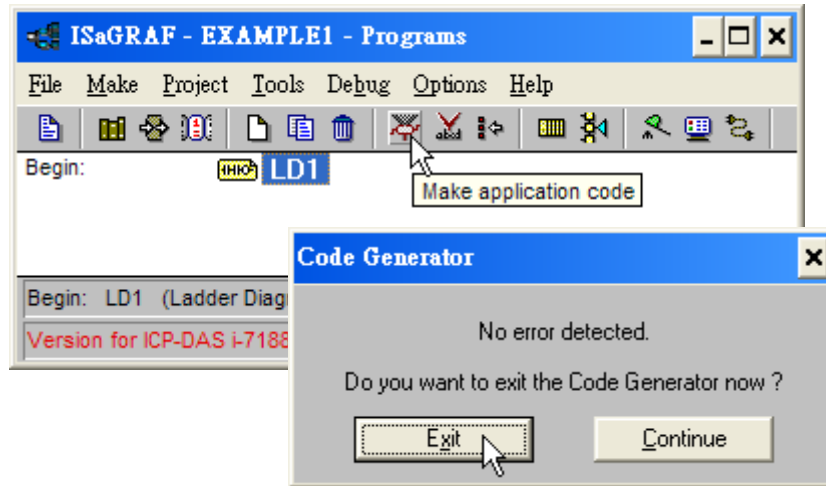 ISaGRAF - EXAMPLE1 - Programs
File Make Project Tools Debug Options Help
Begin: LD1
Make application code
Code Generator
Begin: LD1 (Ladder Diag
Version for ICP-DAS i-7188
No error detected.
Do you want to exit the Code Generator now ?
Exit Continue